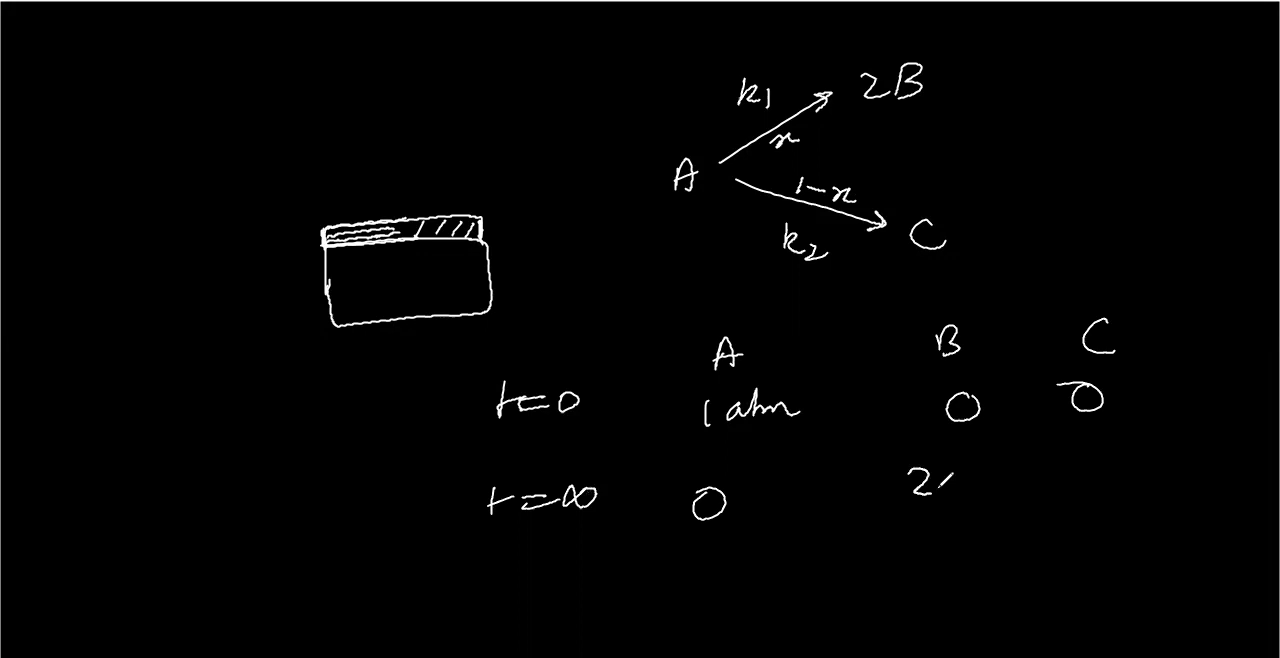 k1 2B
x
A
1-x
k2 C
A B C
t=0 1 atm 0 0
t=∞ 0 2